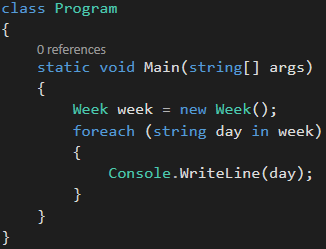 class Program
{
0 references
static void Main(string[] args)
{
Week week = new Week();
foreach (string day in week)
{
Console.WriteLine(day);
}
}
}